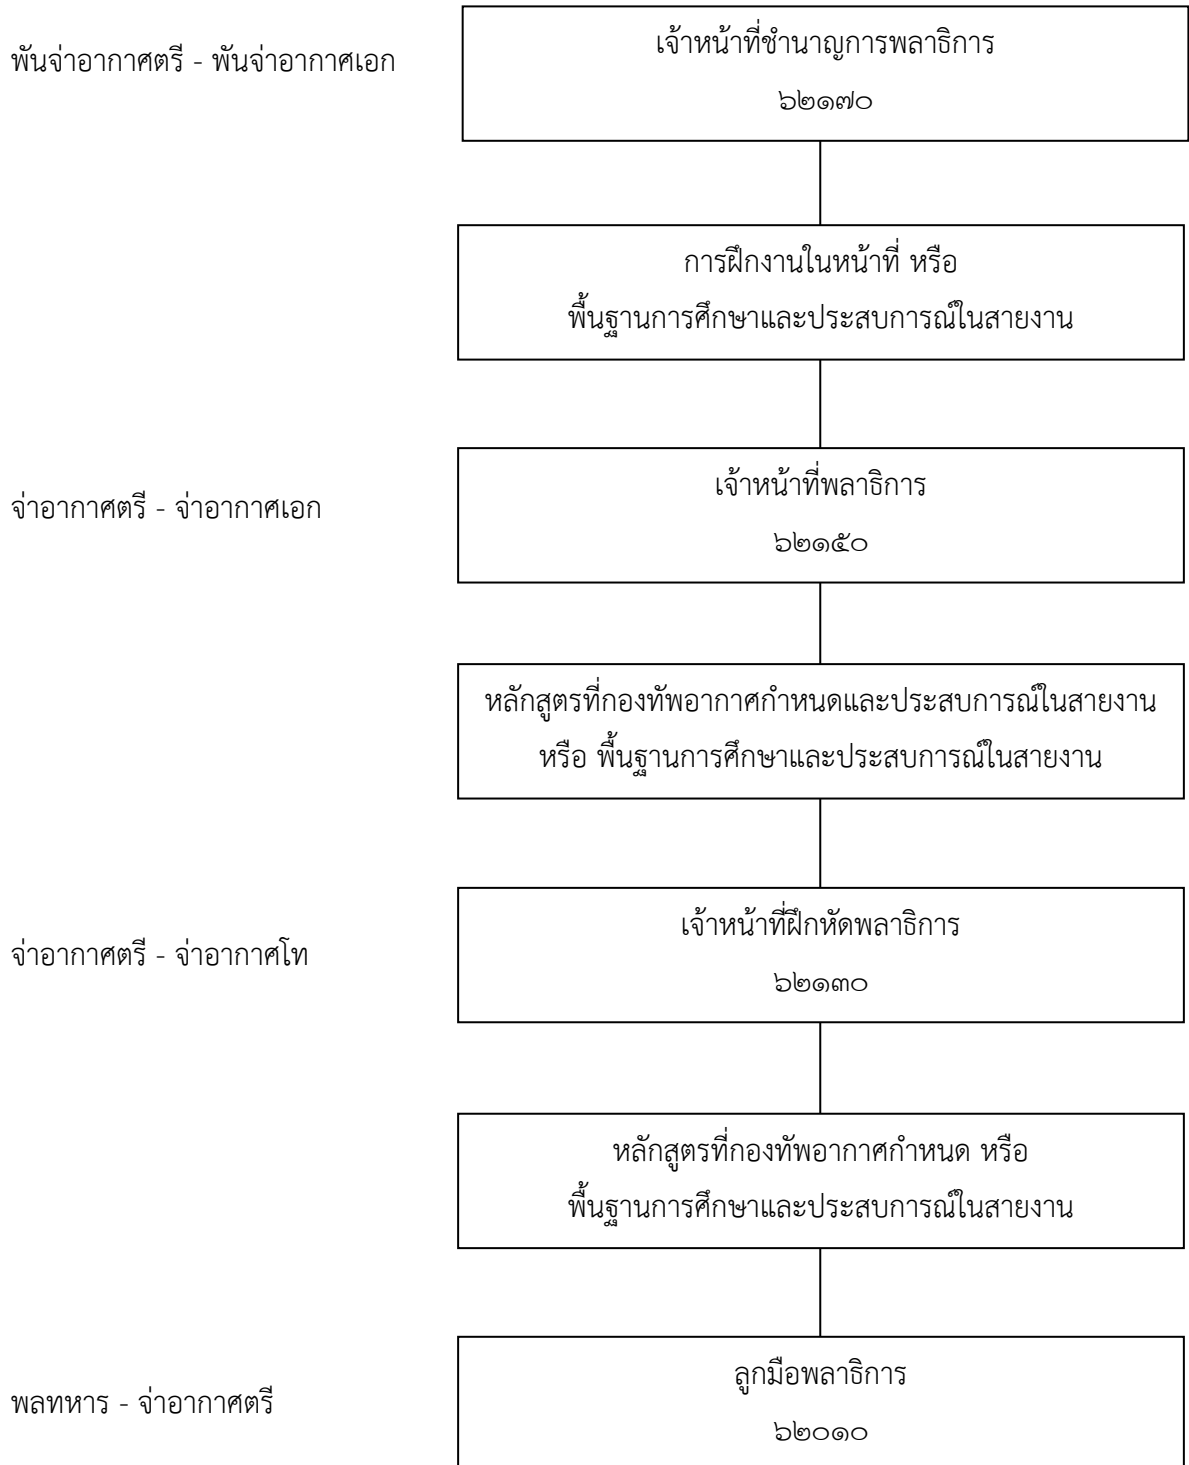 พันจ่าอากาศตรี - พันจ่าอากาศเอก
เจ้าหน้าที่ชำนาญการพลาธิการ
๖๒๑๗๐
การฝึกงานในหน้าที่ หรือ
พื้นฐานการศึกษาและประสบการณ์ในสายงาน
จ่าอากาศตรี - จ่าอากาศเอก
เจ้าหน้าที่พลาธิการ
๖๒๑๕๐
หลักสูตรที่กองทัพอากาศกำหนดและประสบการณ์ในสายงาน
หรือ พื้นฐานการศึกษาและประสบการณ์ในสายงาน
จ่าอากาศตรี - จ่าอากาศโท
เจ้าหน้าที่ฝึกหัดพลาธิการ
๖๒๑๓๐
หลักสูตรที่กองทัพอากาศกำหนด หรือ
พื้นฐานการศึกษาและประสบการณ์ในสายงาน
พลทหาร - จ่าอากาศตรี
ลูกมือพลาธิการ
๖๒๐๑๐